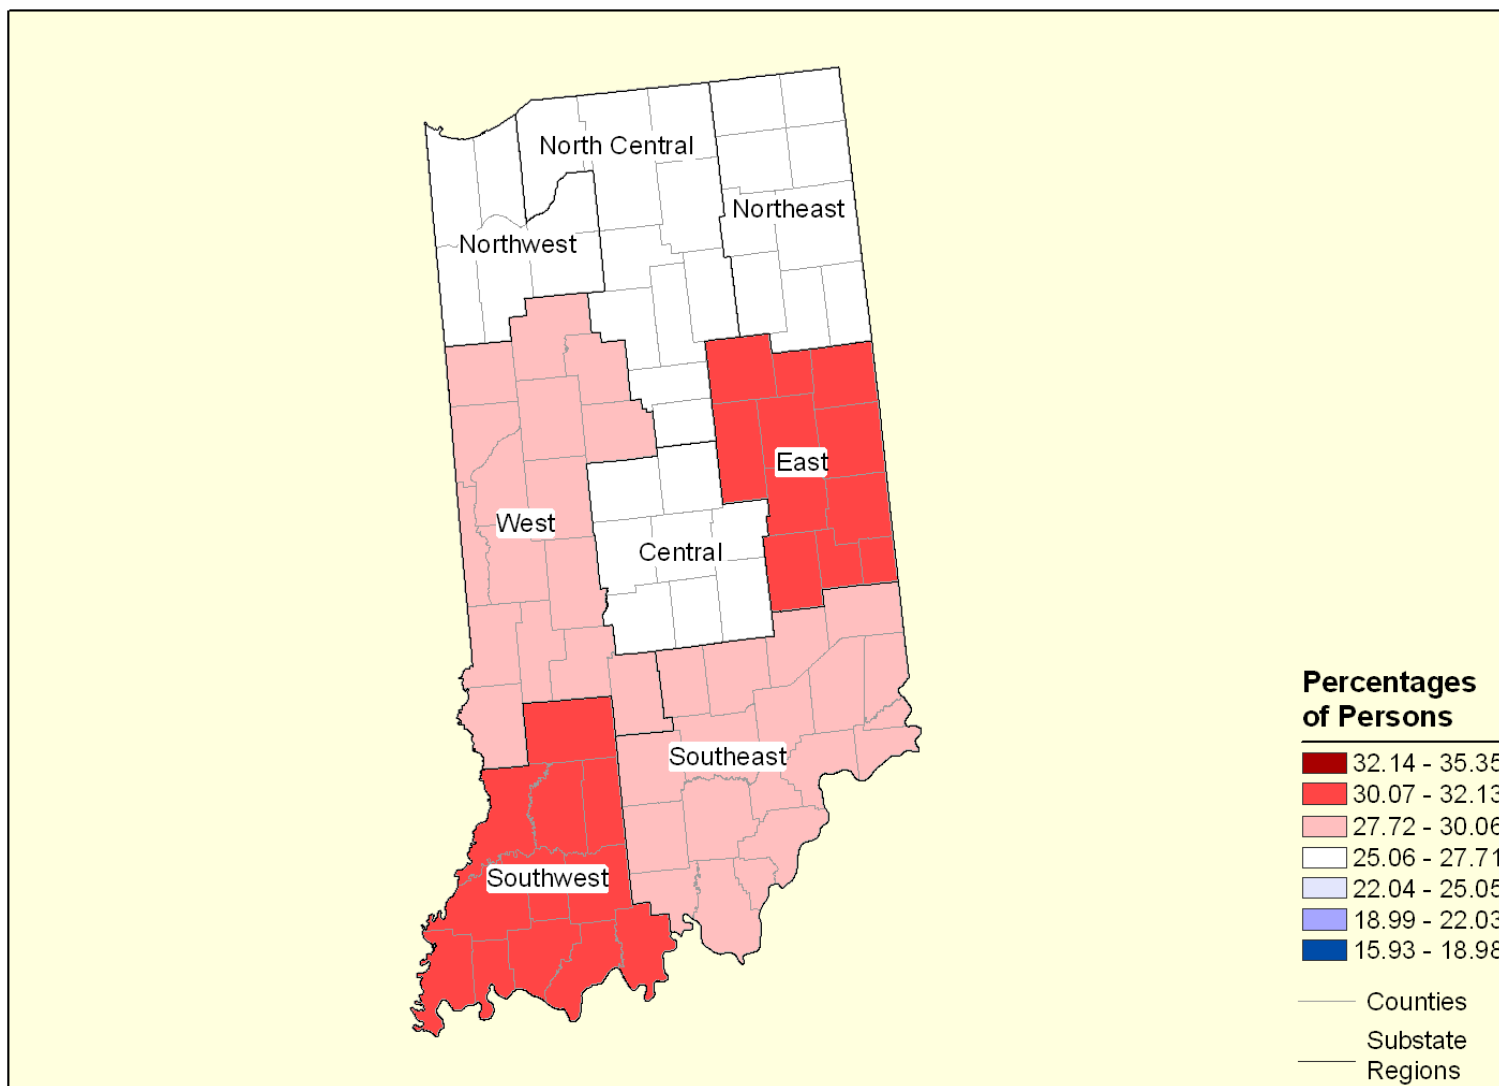 North Central
Northeast
Northwest
East
West
Central
Southeast
Southwest
Percentages
of Persons
32.14 - 35.35
30.07 - 32.13
27.72 - 30.06
25.06 - 27.71
22.04 - 25.05
18.99 - 22.03
15.93 - 18.98
Counties
Substate
Regions